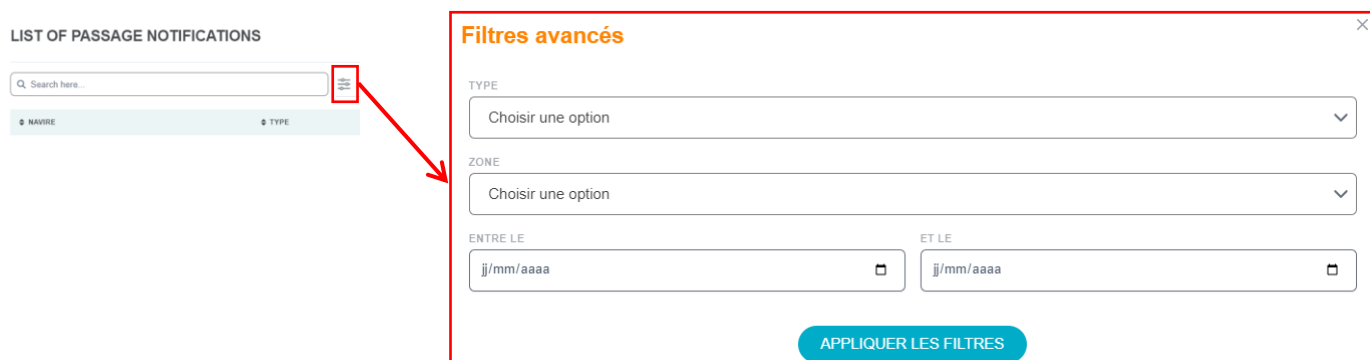 LIST OF PASSAGE NOTIFICATIONS
Search here...
NAVIRE TYPE
Filtres avancés
TYPE
Choisir une option
ZONE
Choisir une option
ENTRE LE ET LE
jj/mm/aaaa jj/mm/aaaa
APPLIQUER LES FILTRES